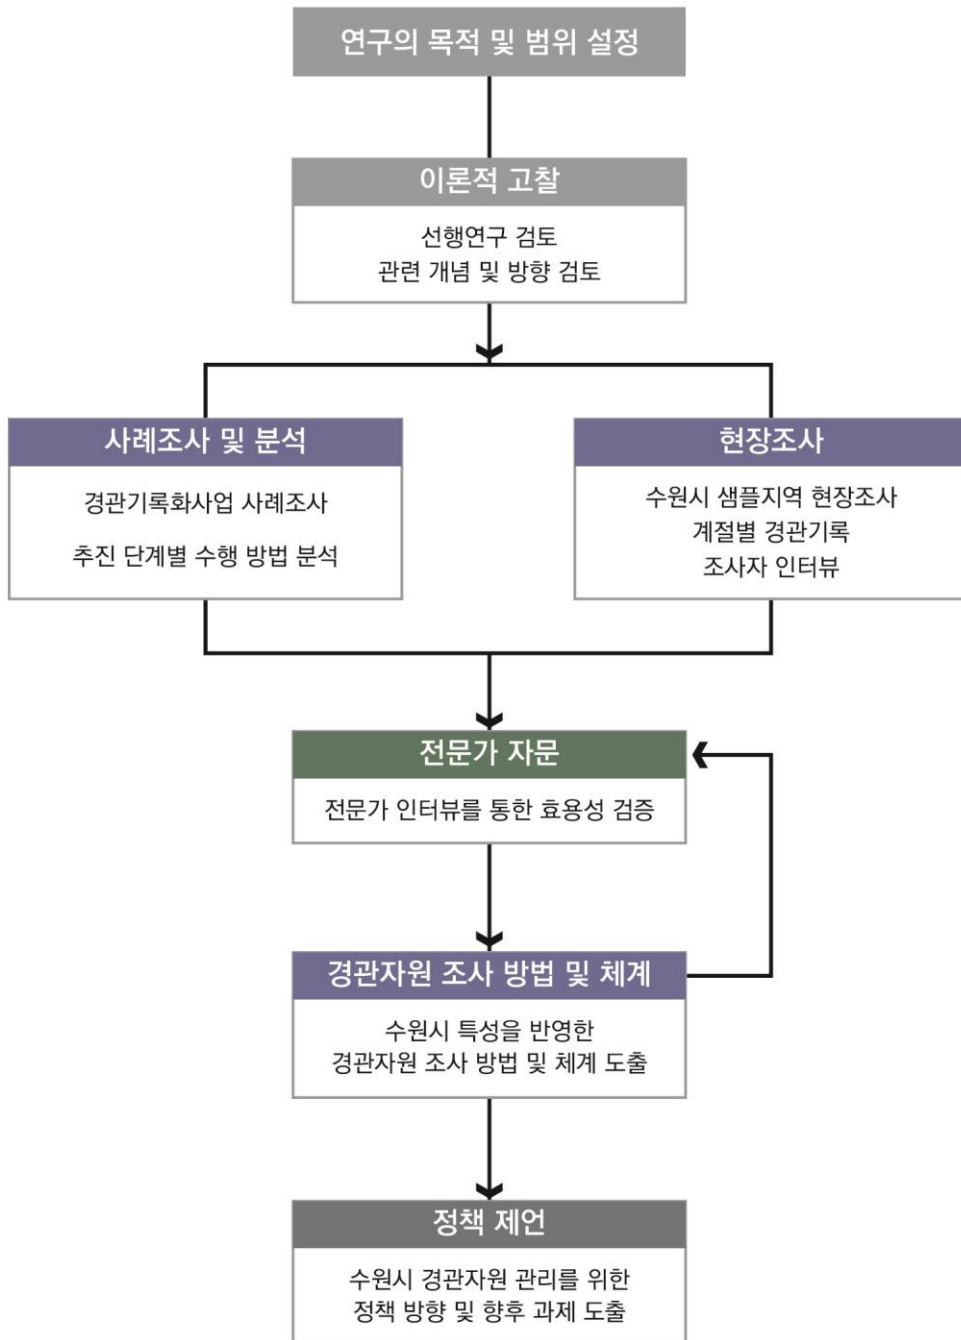 연구의 목적 및 범위 설정
이론적 고찰
선행연구 검토
관련 개념 및 방향 검토
사례조사 및 분석
경관기록화사업 사례조사
추진 단계별 수행 방법 분석
현장조사
수원시 샘플지역 현장조사
계절별 경관기록
조사자 인터뷰
전문가 자문
전문가 인터뷰를 통한 효용성 검증
경관자원 조사 방법 및 체계
수원시 특성을 반영한
경관자원 조사 방법 및 체계 도출
정책 제언
수원시 경관자원 관리를 위한
정책 방향 및 향후 과제 도출